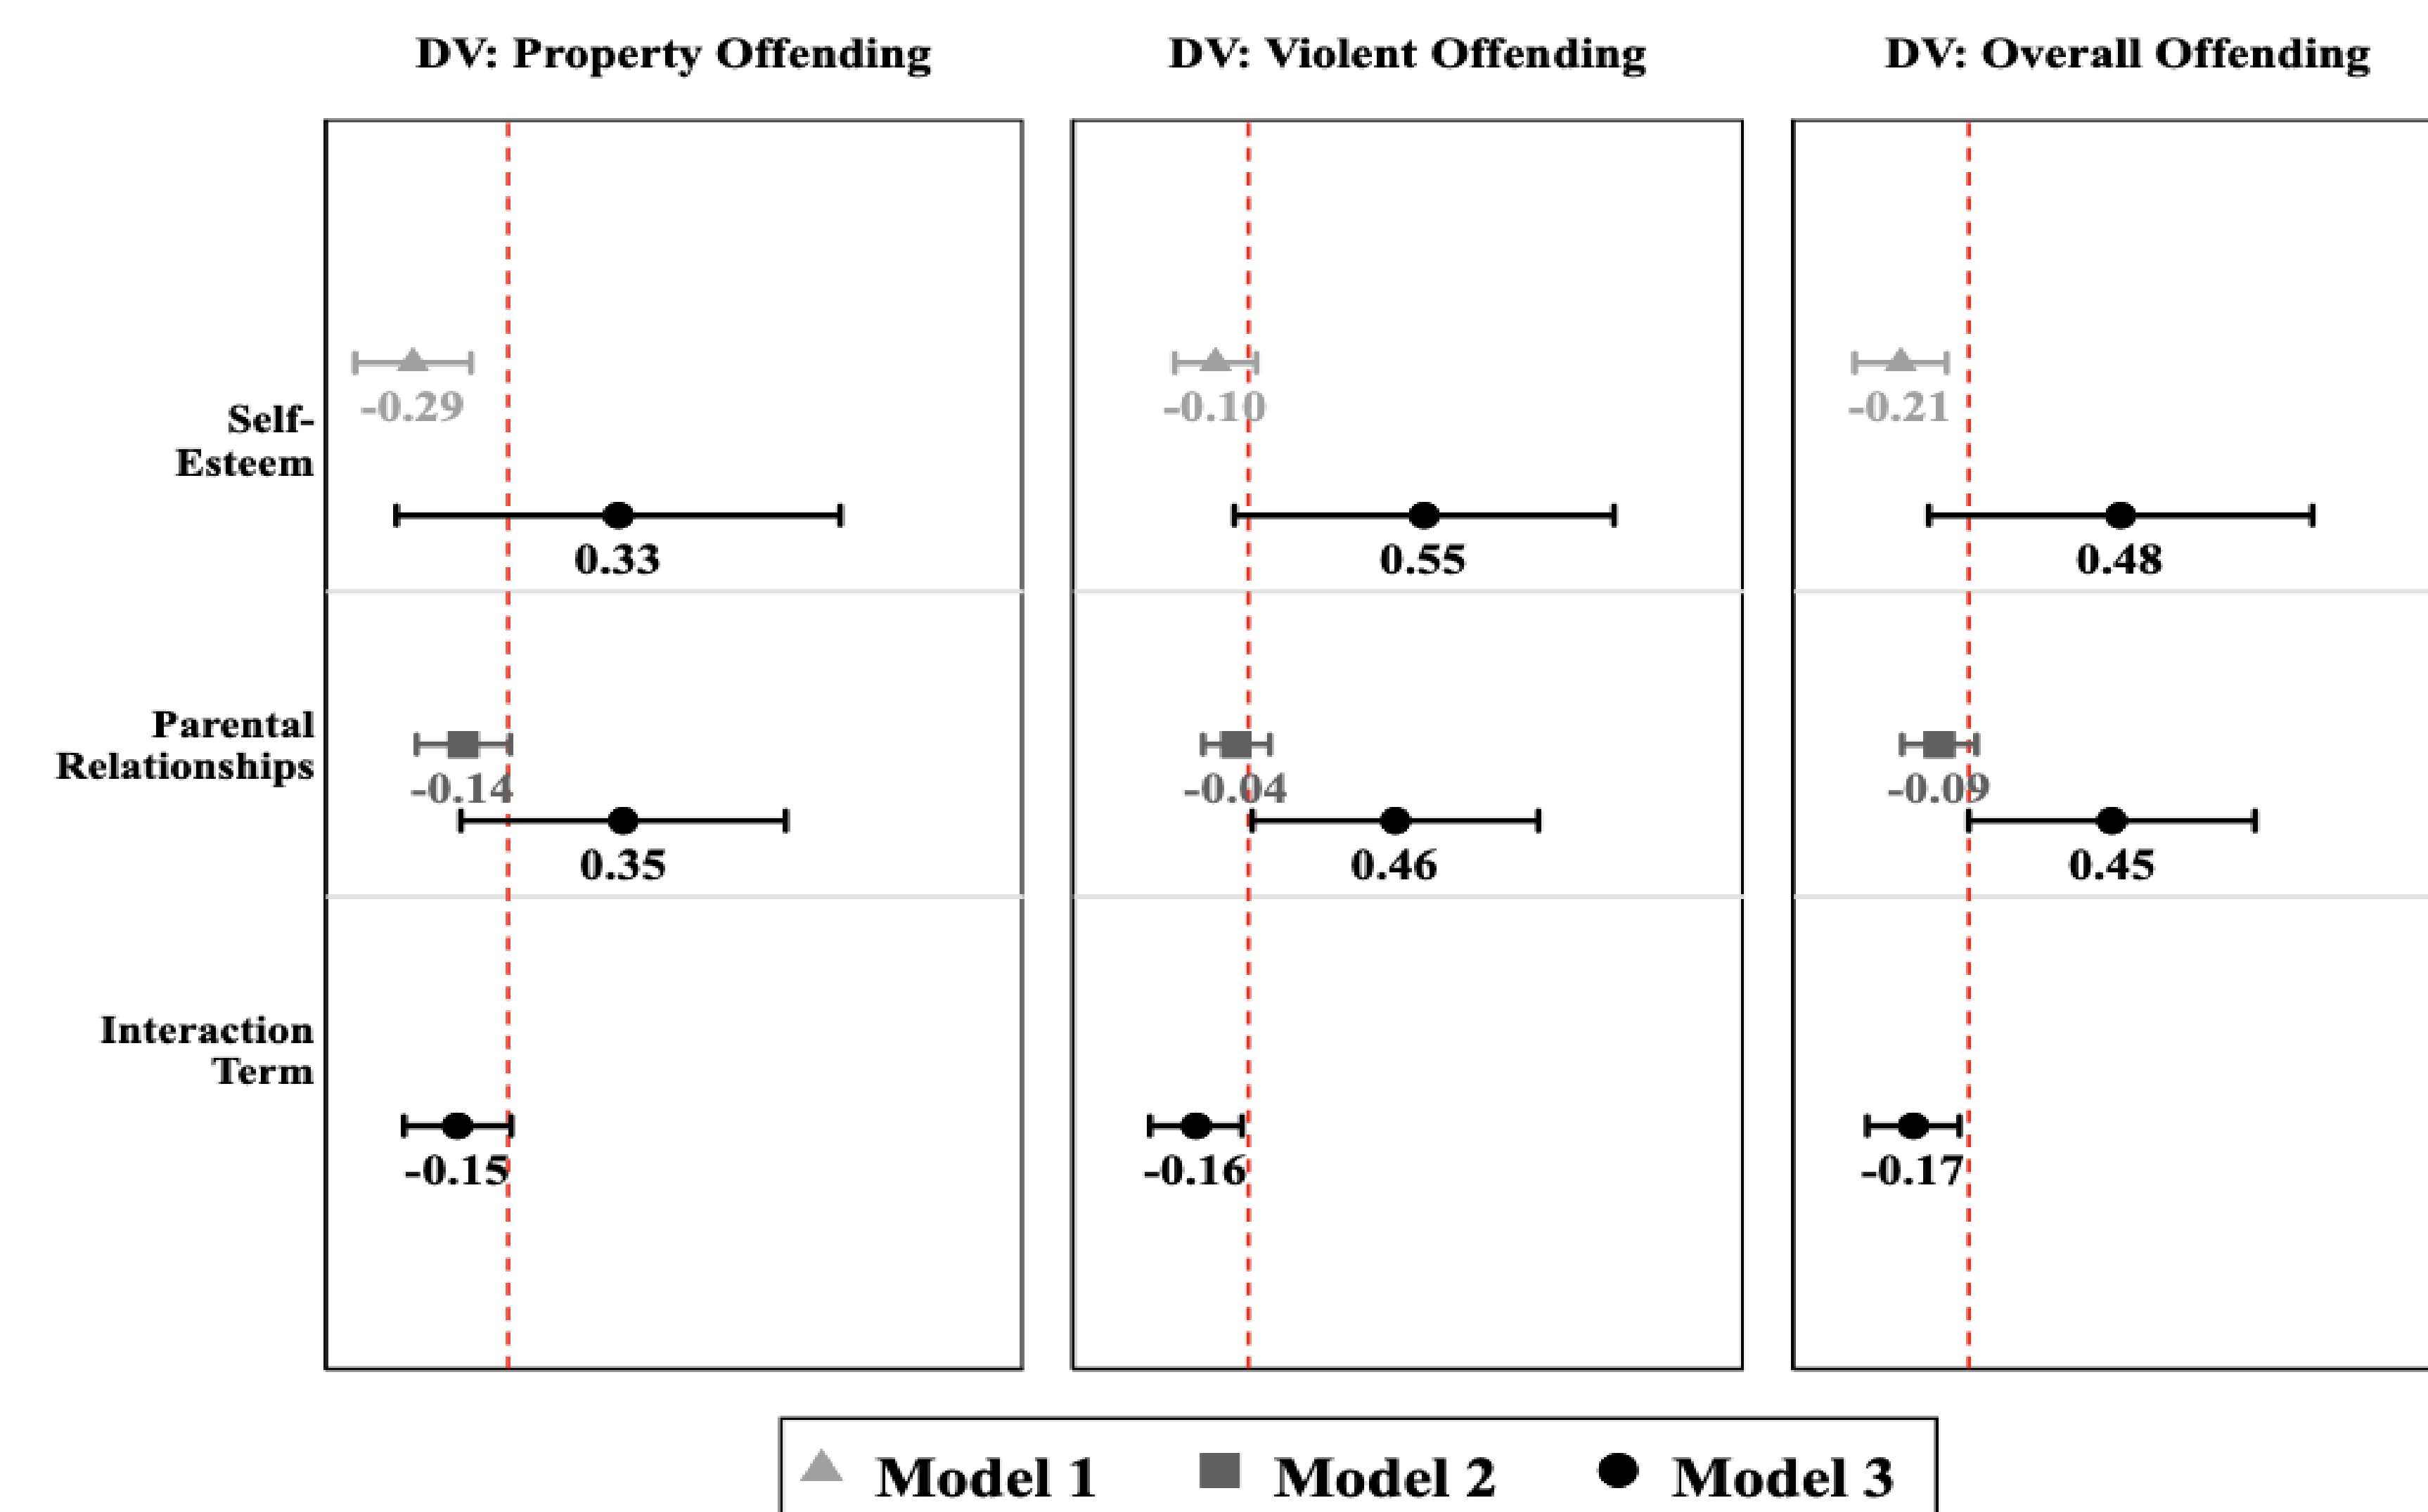 DV: Property Offending
DV: Violent Offending
DV: Overall Offending
Self-
Esteem
-0.29
-0.10
-0.21
0.33
0.55
0.48
Parental
Relationships
-0.14
-0.04
-0.09
0.35
0.46
0.45
Interaction
Term
-0.15
-0.16
-0.17
Model 1
Model 2
Model 3